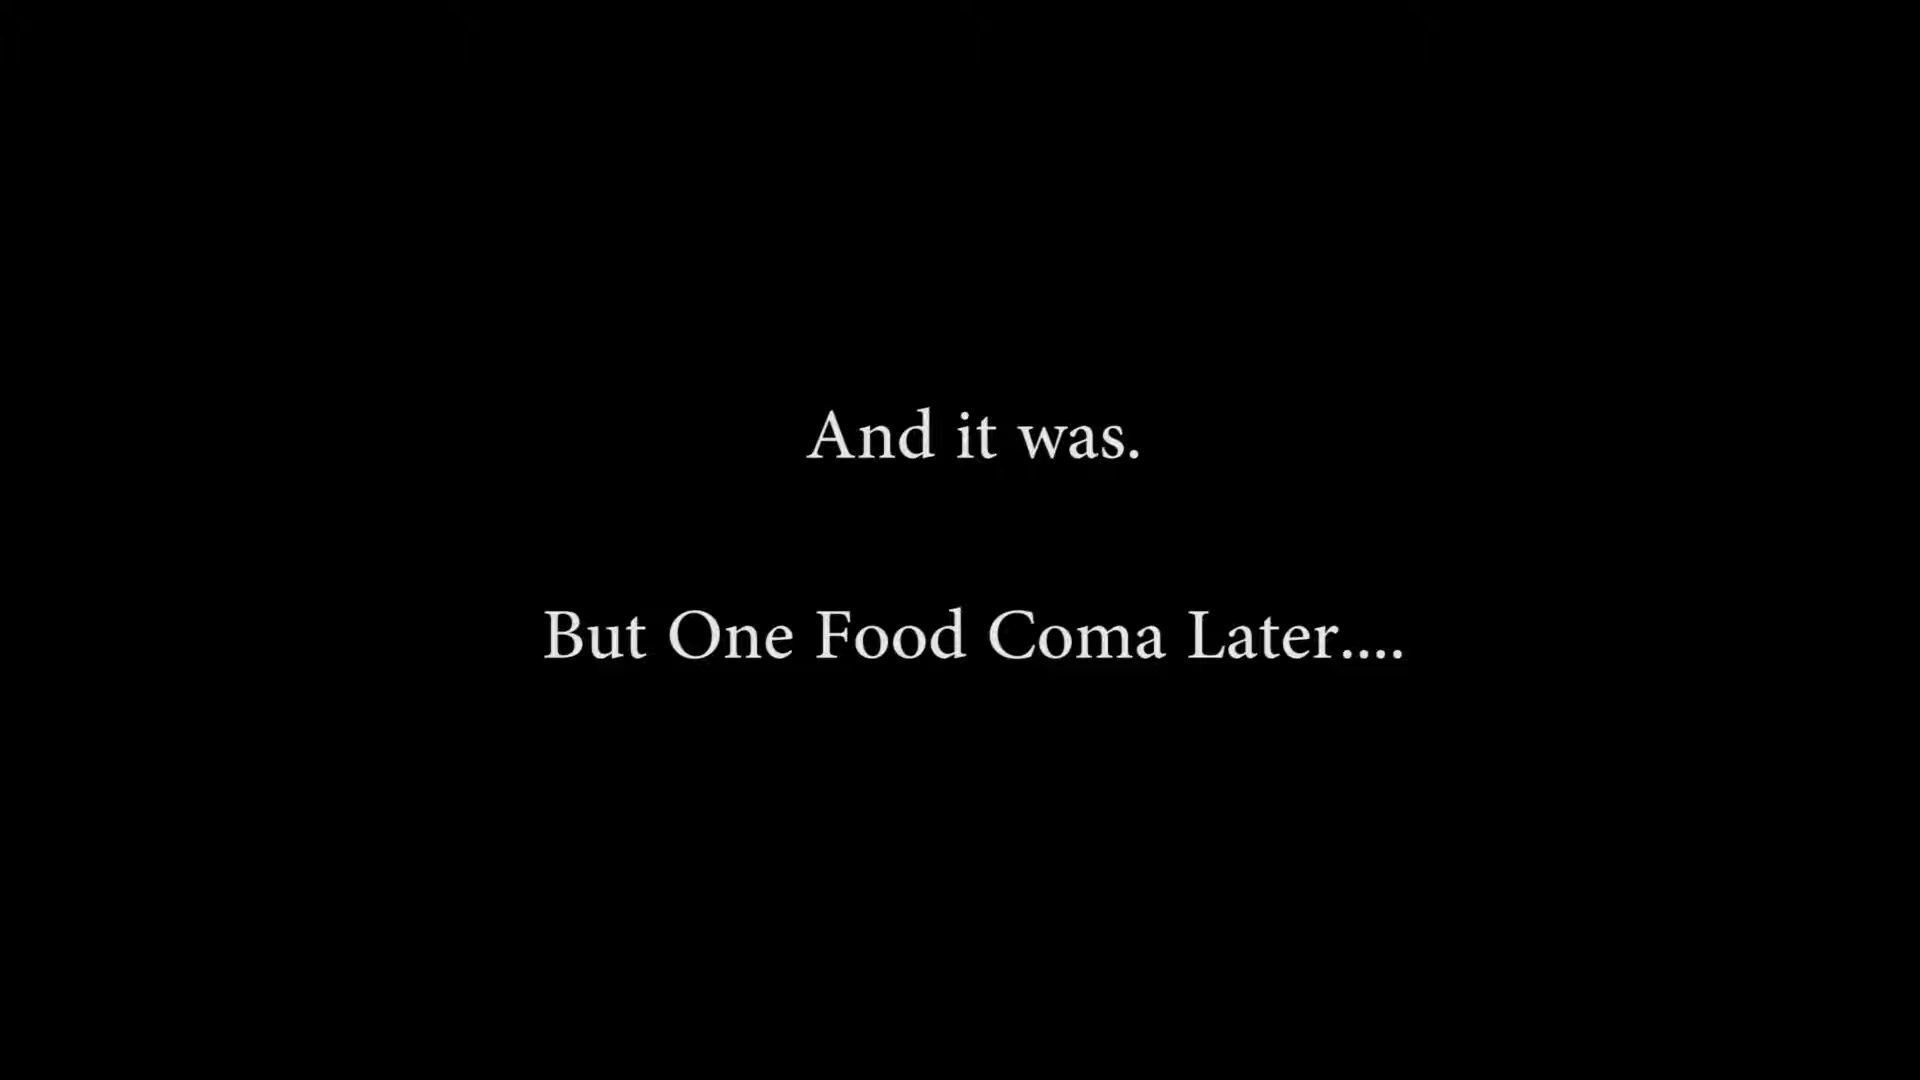 And it was.
But One Food Coma Later....